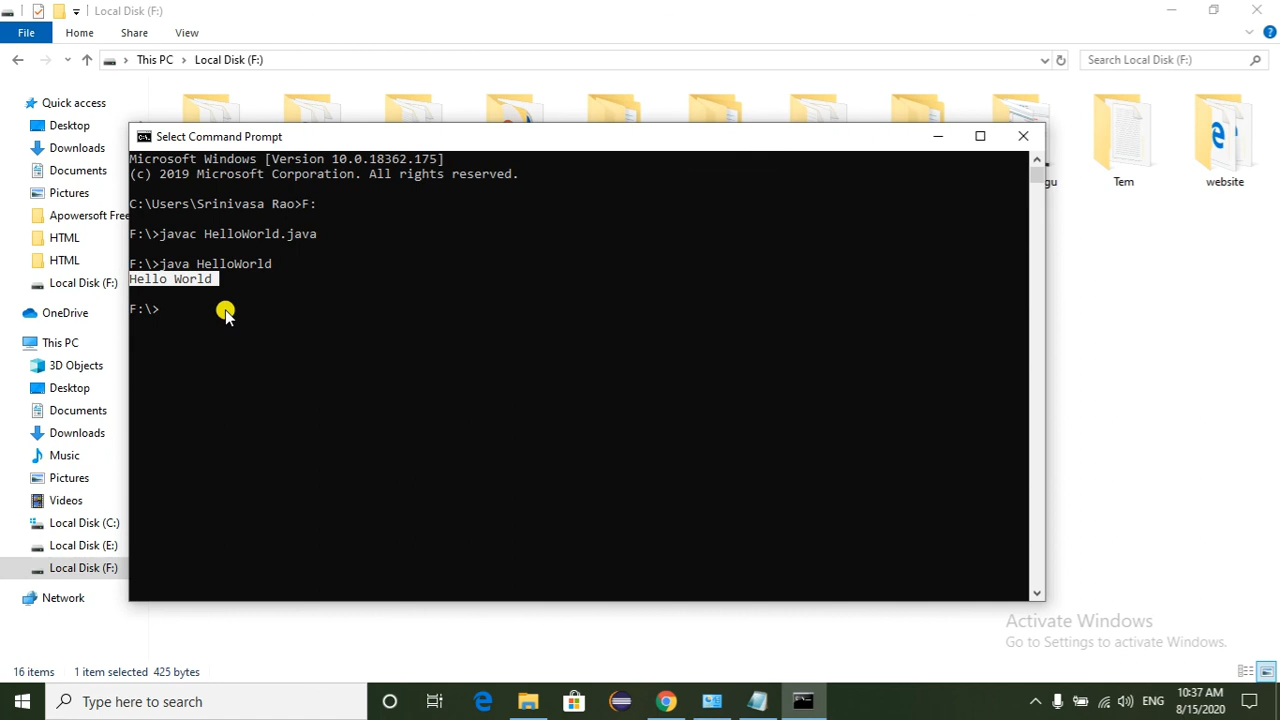 Local Disk (F:)
File Home Share View
This PC Local Disk (F:) Search Local Disk (F:)
Quick access
Desktop
Downloads
Documents
Pictures
Apowersoft Free
HTML
HTML
Local Disk (F:)
OneDrive
This PC
3D Objects
Desktop
Documents
Downloads
Music
Pictures
Videos
Local Disk (C:)
Local Disk (E:)
Local Disk (F:)
Network
Select Command Prompt
Microsoft Windows [Version 10.0.18362.175]
(c) 2019 Microsoft Corporation. All rights reserved.
C:\Users\Srinivasa Rao>F:
F:\>javac HelloWorld.java
F:\>java HelloWorld
Hello World
F:\>
gu Tem website
Activate Windows
Go to Settings to activate Windows.
16 items 1 item selected 425 bytes
Type here to search
ENG
10:37 AM
8/15/2020